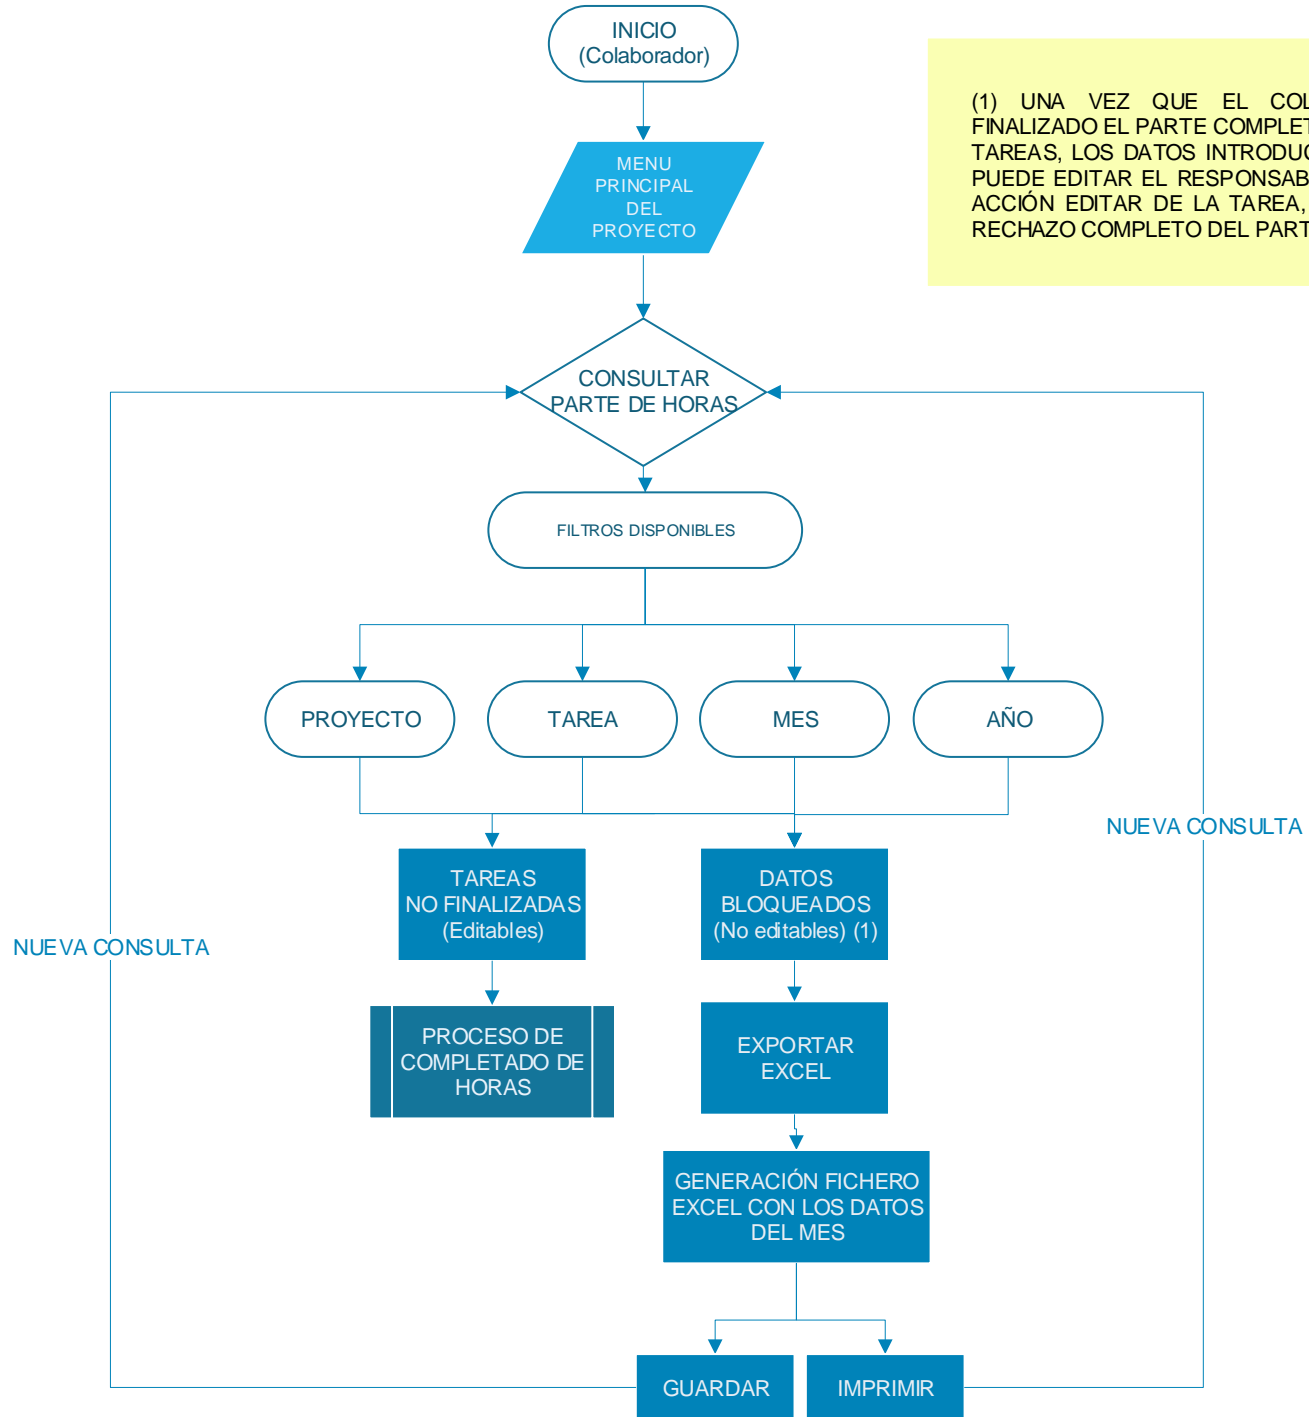 INICIO
(Colaborador)
(1) UNA VEZ QUE EL
FINALIZADO EL PARTE
TAREAS, LOS DATOS
PUEDE EDITAR EL
ACCIÓN EDITAR DE LA TAREA,
RECHAZO COMPLETO DEL
MENU
PRINCIPAL
DEL
PROYECTO
CONSULTAR
PARTE DE HORAS
FILTROS DISPONIBLES
PROYECTO
TAREA
MES
AÑO
NUEVA CONSULTA
TAREAS
NO FINALIZADAS
(Editables)
DATOS
BLOQUEADOS
(No editables) (1)
NUEVA CONSULTA
PROCESO DE
COMPLETADO DE
HORAS
EXPORTAR
EXCEL
GENERACIÓN FICHERO
EXCEL CON LOS DATOS
DEL MES
GUARDAR
IMPRIMIR